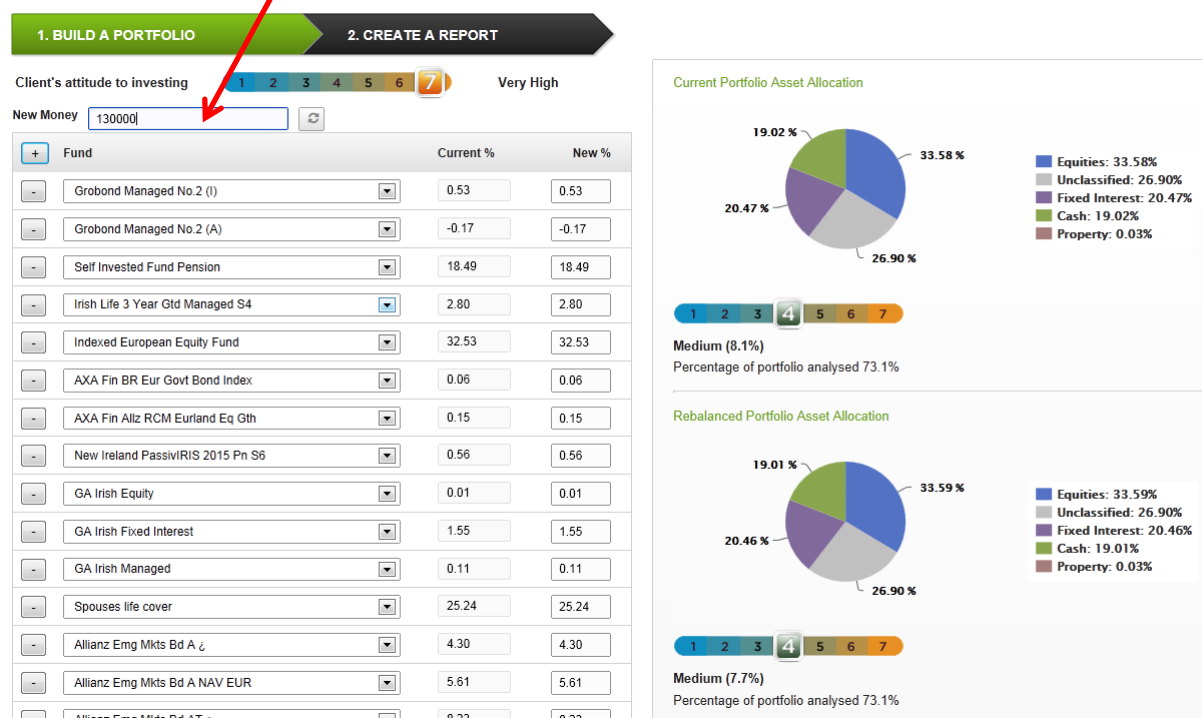 1. BUILD A PORTFOLIO 2. CREATE A REPORT
Client's attitude to investing 1 2 3 4 5 6 7 Very High
New Money 130000
+ Fund Current % New %
- Grobond Managed No.2 (I) 0.53 0.53
- Grobond Managed No.2 (A) -0.17 -0.17
- Self Invested Fund Pension 18.49 18.49
- Irish Life 3 Year Gtd Managed S4 2.80 2.80
- Indexed European Equity Fund 32.53 32.53
- AXA Fin BR Eur Govt Bond Index 0.06 0.06
- AXA Fin Allz RCM Eurland Eq Gth 0.15 0.15
- New Ireland PassivIRIS 2015 Pn S6 0.56 0.56
- GA Irish Equity 0.01 0.01
- GA Irish Fixed Interest 1.55 1.55
- GA Irish Managed 0.11 0.11
- Spouses life cover 25.24 25.24
- Allianz Emg Mkts Bd A ¿ 4.30 4.30
- Allianz Emg Mkts Bd A NAV EUR 5.61 5.61
Allianz Emg Mkts Bd AT
Current Portfolio Asset Allocation
19.02 %
33.58 %
20.47 %
26.90 %
Equities: 33.58%
Unclassified: 26.90%
Fixed Interest: 20.47%
Cash: 19.02%
Property: 0.03%
1 2 3 4 5 6 7
Medium (8.1%)
Percentage of portfolio analysed 73.1%
Rebalanced Portfolio Asset Allocation
19.01 %
33.59 %
20.46 %
26.90 %
Equities: 33.59%
Unclassified: 26.90%
Fixed Interest: 20.46%
Cash: 19.01%
Property: 0.03%
1 2 3 4 5 6 7
Medium (7.7%)
Percentage of portfolio analysed 73.1%